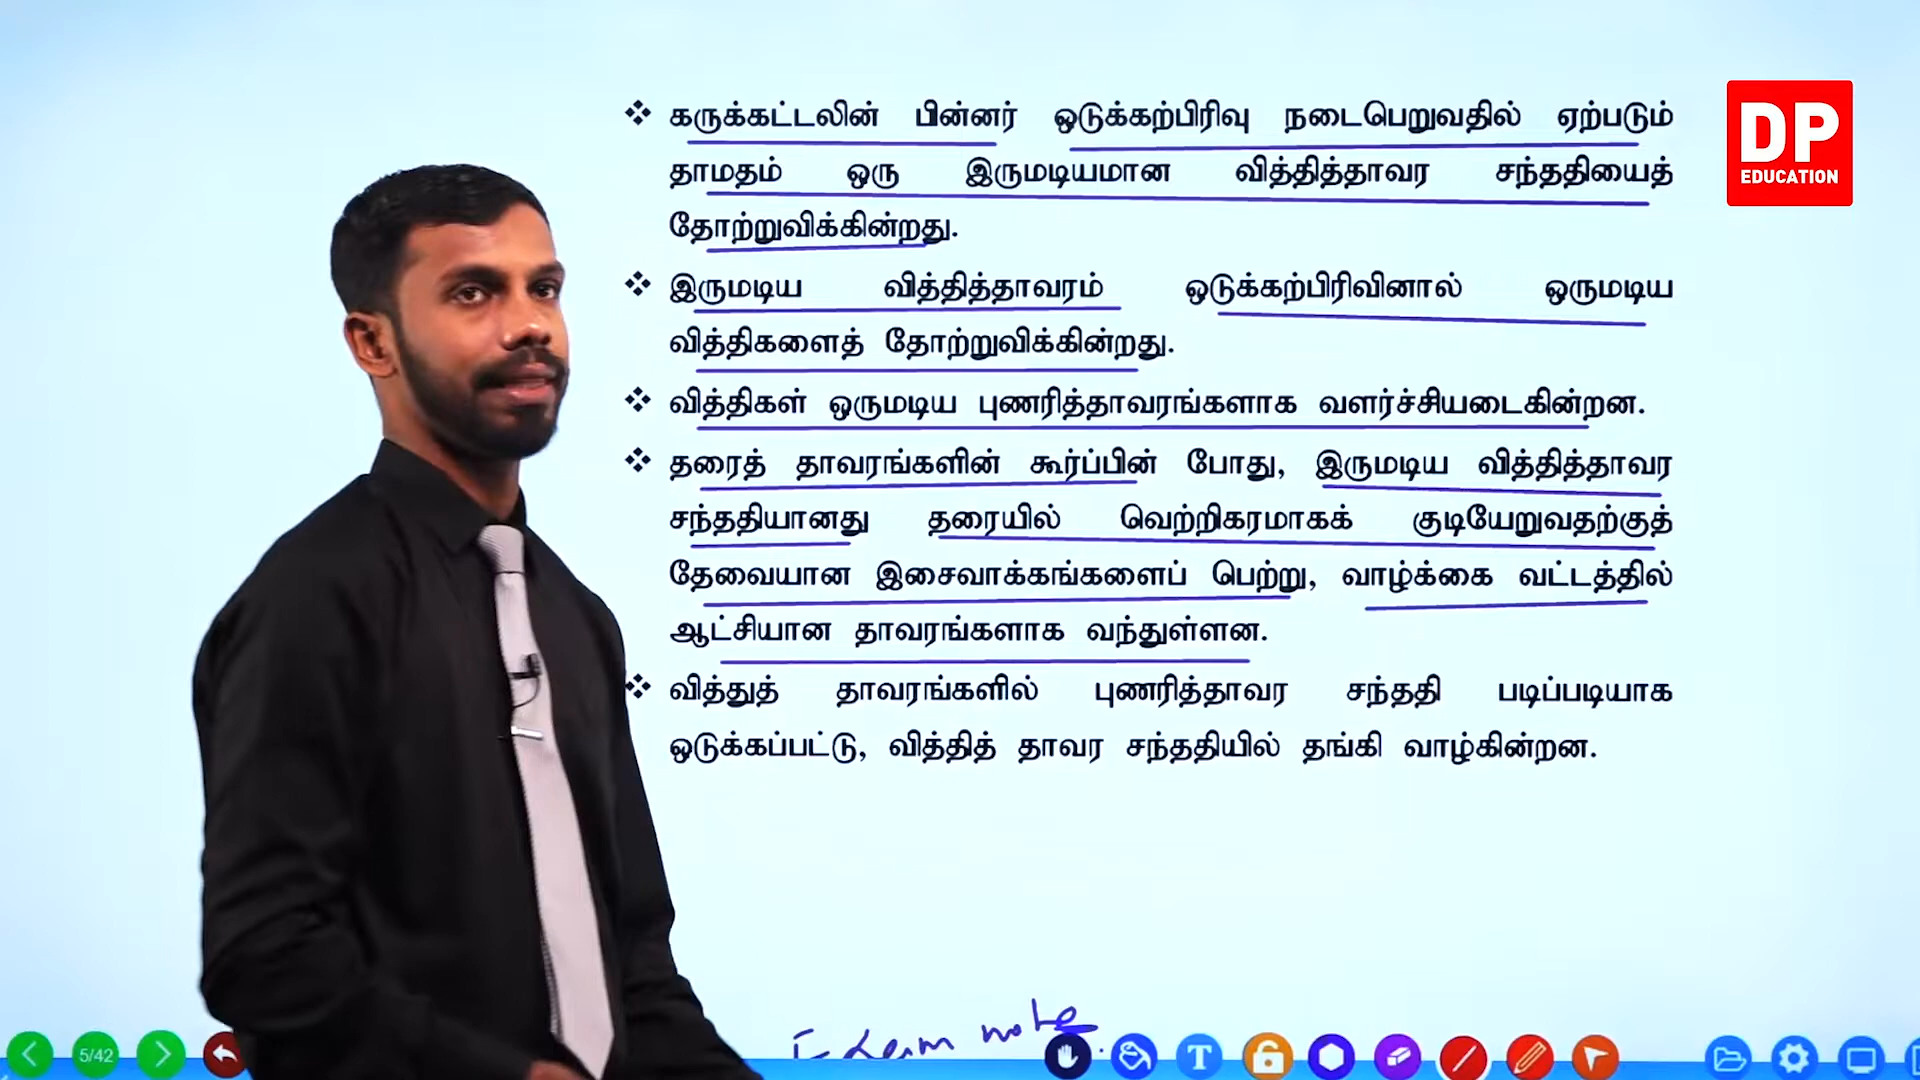 ❖ கருக்கட்டலின் பின்னர் ஒடுக்கற்பிரிவு நடைபெறுவதில் ஏற்படும்
தாமதம் ஒரு இருமடியமான வித்தித்தாவர சந்ததியைத்
தோற்றுவிக்கின்றது.
❖ இருமடிய வித்தித்தாவரம் ஒடுக்கற்பிரிவினால் ஒருமடிய
வித்திகளைத் தோற்றுவிக்கின்றது.
❖ வித்திகள் ஒருமடிய புணரித்தாவரங்களாக வளர்ச்சியடைகின்றன.
❖ தரைத் தாவரங்களின் கூர்ப்பின் போது, இருமடிய வித்தித்தாவர
சந்ததியானது தரையில் வெற்றிகரமாகக் குடியேறுவதற்குத்
தேவையான இசைவாக்கங்களைப் பெற்று, வாழ்க்கை வட்டத்தில்
ஆட்சியான தாவரங்களாக வந்துள்ளன.
❖ வித்துத் தாவரங்களில் புணரித்தாவர சந்ததி படிப்படியாக
ஒடுக்கப்பட்டு, வித்தித் தாவர சந்ததியில் தங்கி வாழ்கின்றன.
DP
EDUCATION
note
5/42
T